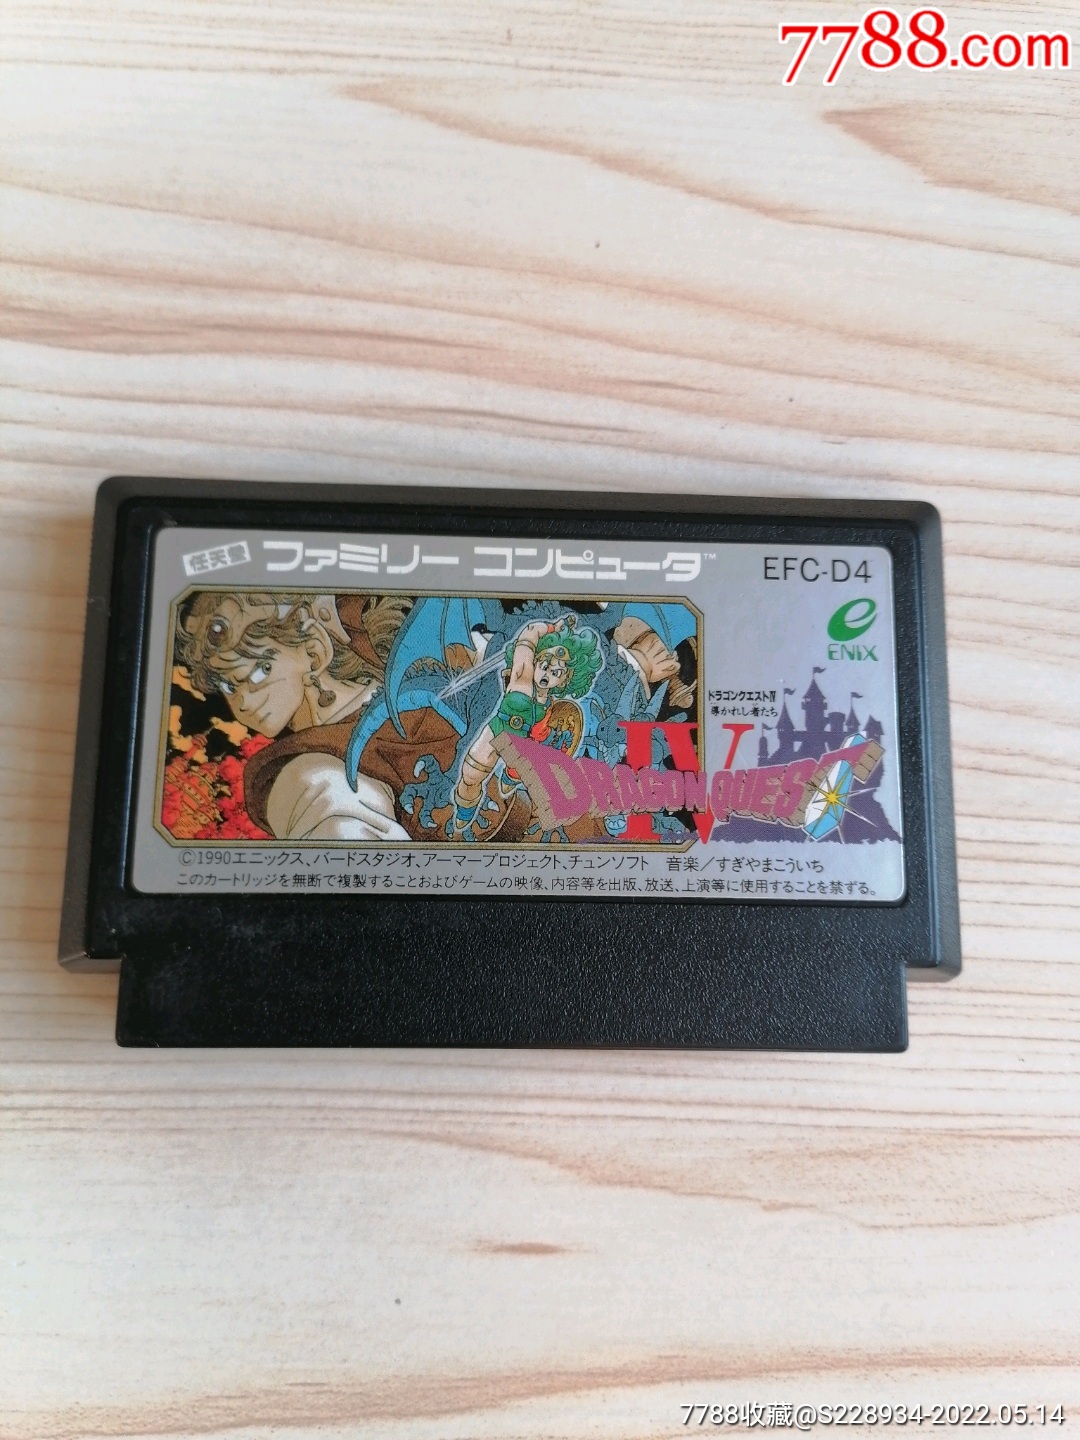 7788.com
任天堂 ファミリー コンピュータ™ EFC-D4
ENIX
ドラゴンクエストIV
導かれし者たち
IV
DRAGON QUEST
©1990エニックス、バードスタジオ、アーマープロジェクト、チュンソフト 音楽/すぎやまこういち
このカートリッジを無断で複製することおよびゲームの映像、内容等を出版、放送、上演等に使用することを禁ずる。
7788收藏@S228934-2022.05.14